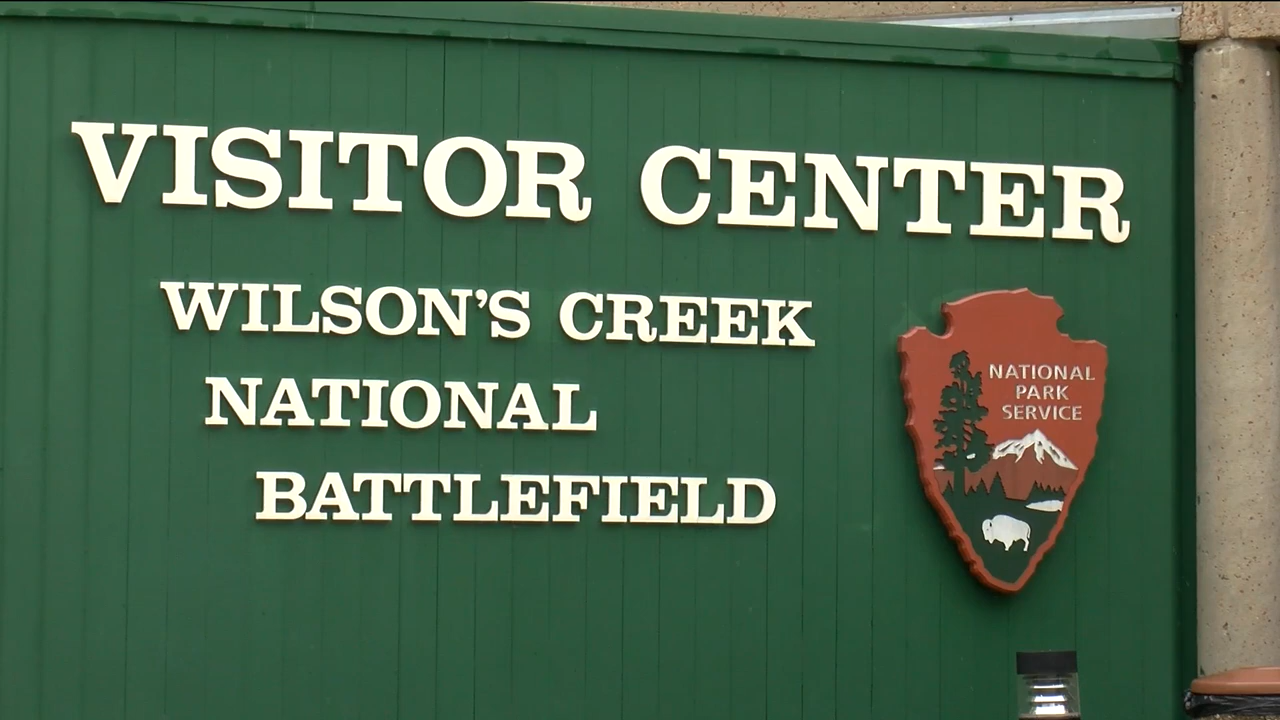 VISITOR CENTER
WILSON'S CREEK
NATIONAL
BATTLEFIELD
NATIONAL
PARK
SERVICE